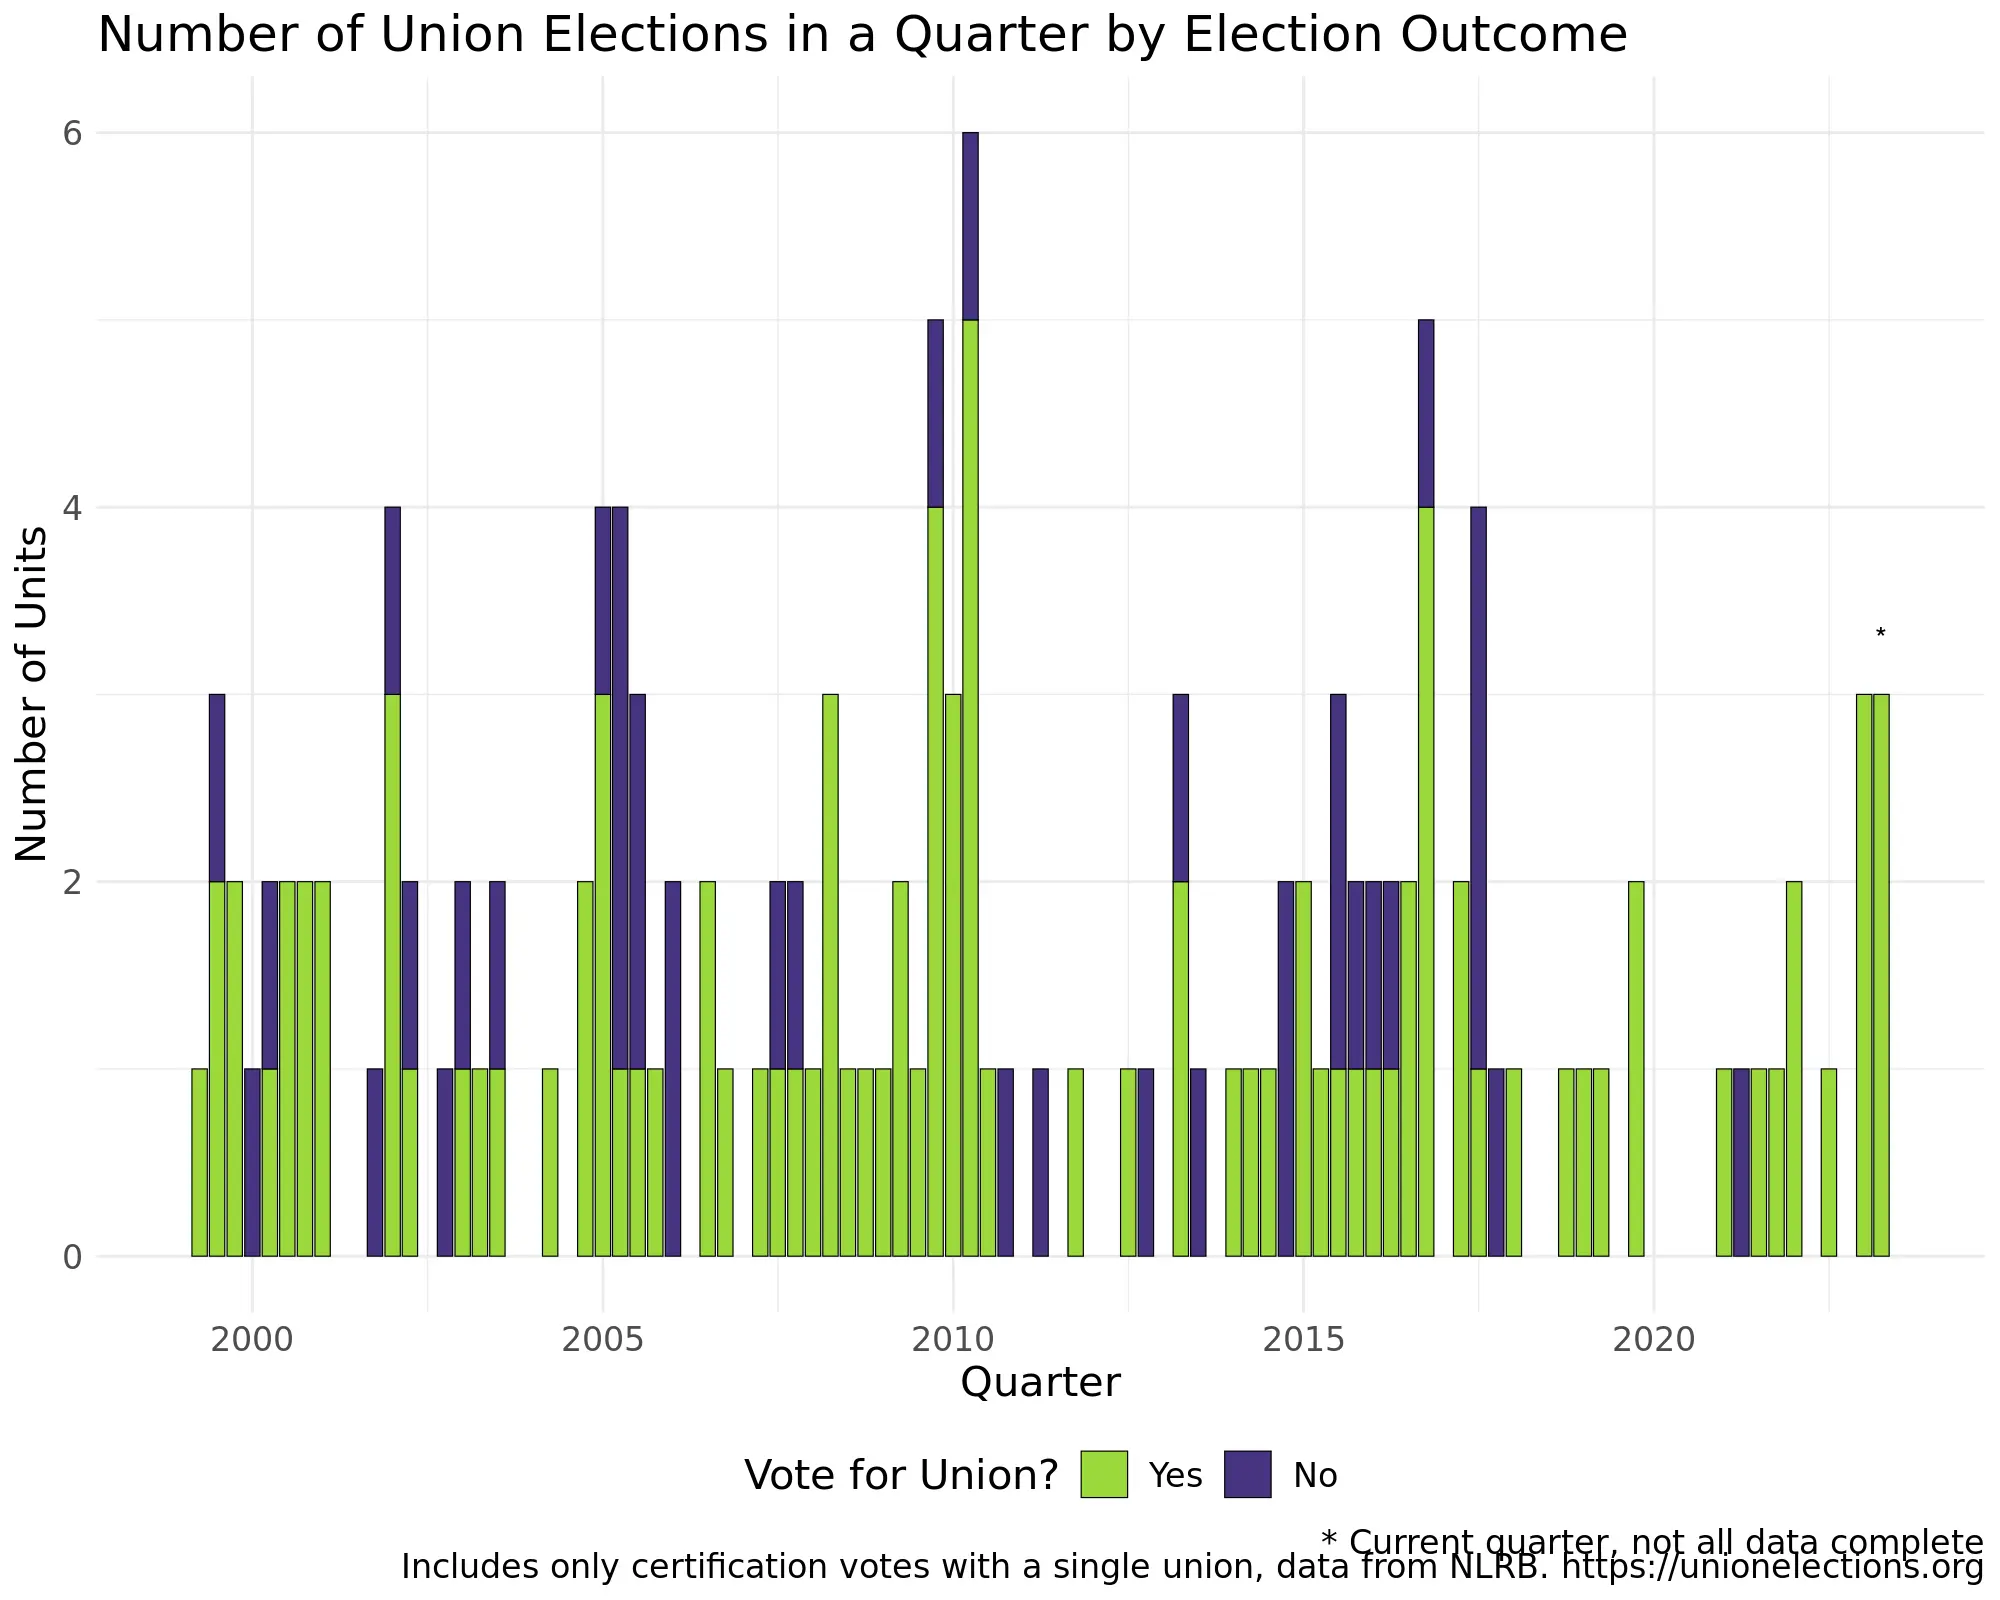 Number of Union Elections in a Quarter by Election Outcome
Number of Units
6
4
2
0
*
2000 2005 2010 2015 2020
Quarter
Vote for Union? Yes No
* Current quarter, not all data complete
Includes only certification votes with a single union, data from NLRB. https://unionelections.org